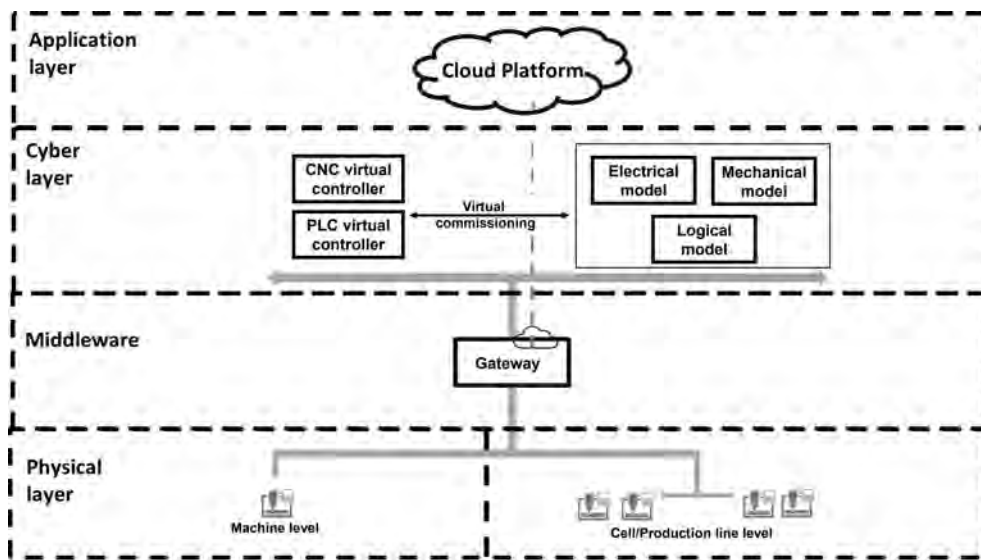 Application
layer
Cloud Platform
Cyber
layer
CNC virtual
controller
PLC virtual
controller
Virtual
commissioning
Electrical
model
Mechanical
model
Logical
model
Middleware
Gateway
Physical
layer
Machine level
Cell/Production line level